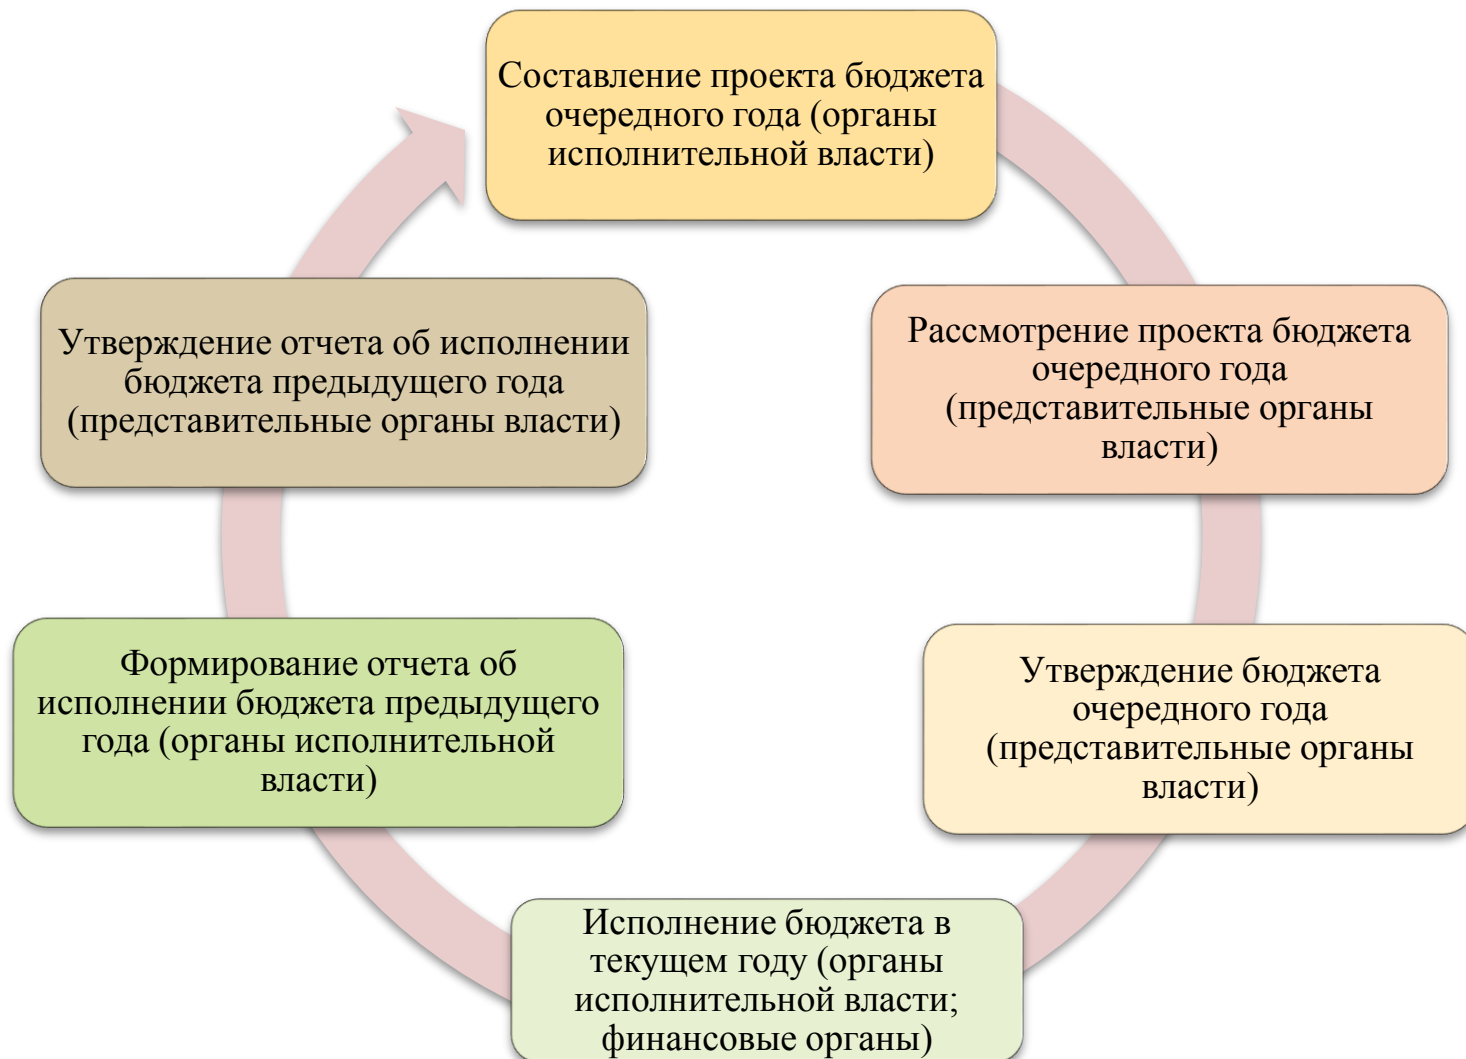 Составление проекта бюджета
очередного года (органы
исполнительной власти)
Рассмотрение проекта бюджета
очередного года
(представительные органы
власти)
Утверждение бюджета
очередного года
(представительные органы
власти)
Исполнение бюджета в
текущем году (органы
исполнительной власти;
финансовые органы)
Формирование отчета об
исполнении бюджета предыдущего
года (органы исполнительной
власти)
Утверждение отчета об исполнении
бюджета предыдущего года
(представительные органы власти)